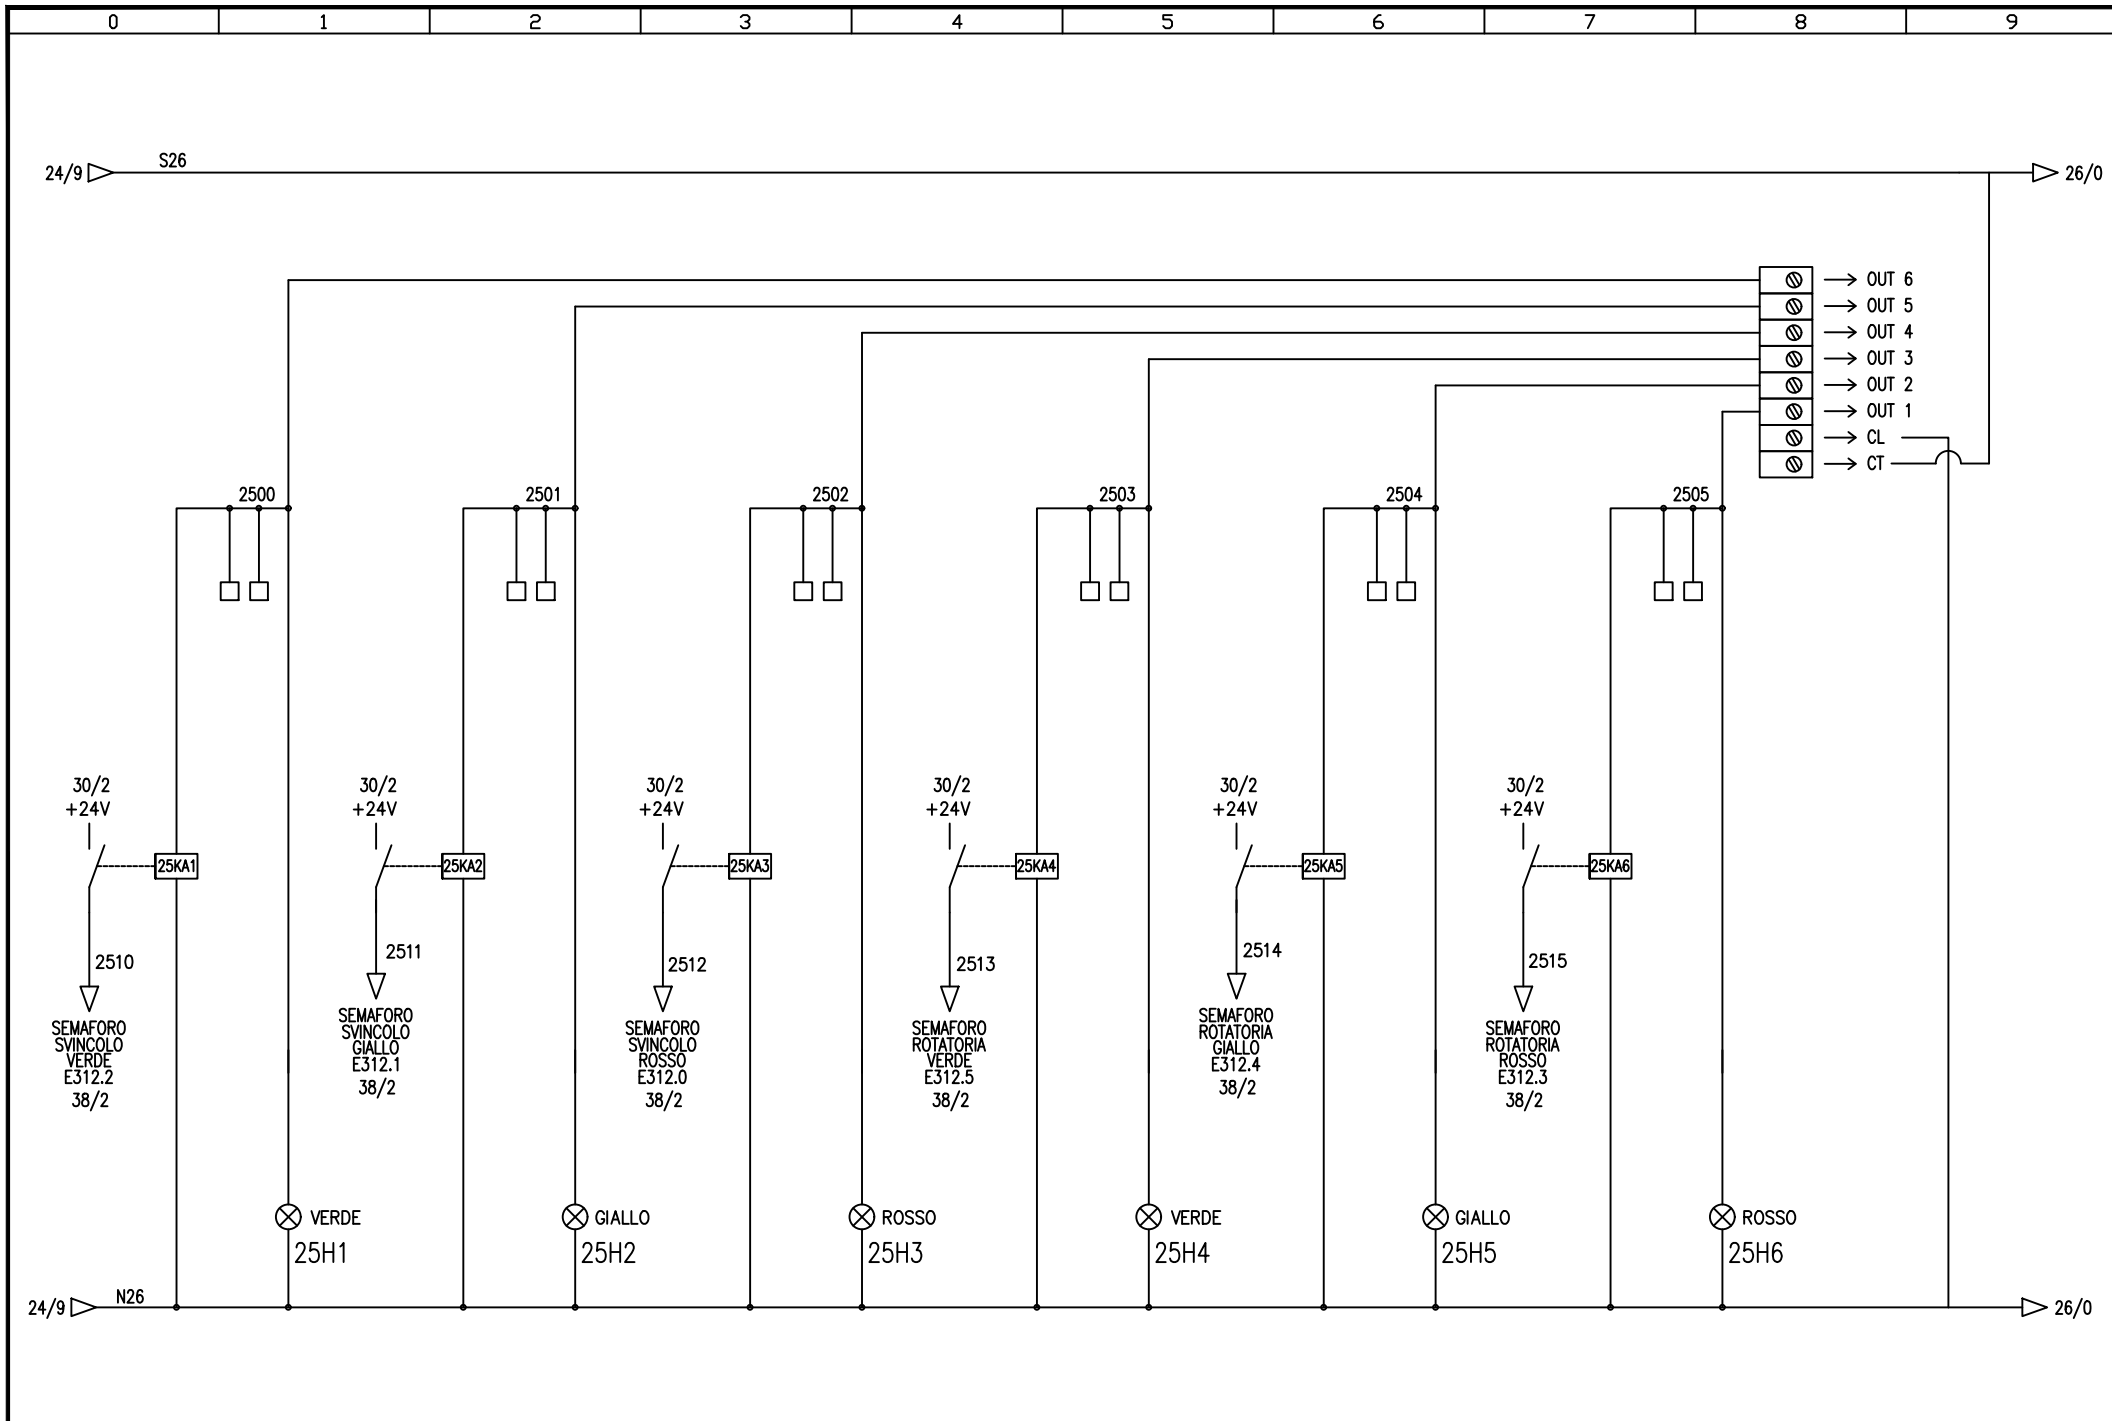 0 1 2 3 4 5 6 7 8 9
S26
24/9 26/0
OUT 6
OUT 5
OUT 4
OUT 3
OUT 2
OUT 1
CL
CT
2500 2501 2502 2503 2504 2505
30/2 30/2 30/2 30/2 30/2 30/2
+24V +24V +24V +24V +24V +24V
25KA1 25KA2 25KA3 25KA4 25KA5 25KA6
2510 2511 2512 2513 2514 2515
SEMAFORO
SVINCOLO
VERDE
E312.2
38/2
SEMAFORO
SVINCOLO
GIALLO
E312.1
38/2
SEMAFORO
SVINCOLO
ROSSO
E312.0
38/2
SEMAFORO
ROTATORIA
VERDE
E312.5
38/2
SEMAFORO
ROTATORIA
GIALLO
E312.4
38/2
SEMAFORO
ROTATORIA
ROSSO
E312.3
38/2
VERDE GIALLO ROSSO VERDE GIALLO ROSSO
25H1 25H2 25H3 25H4 25H5 25H6
N26
24/9 26/0